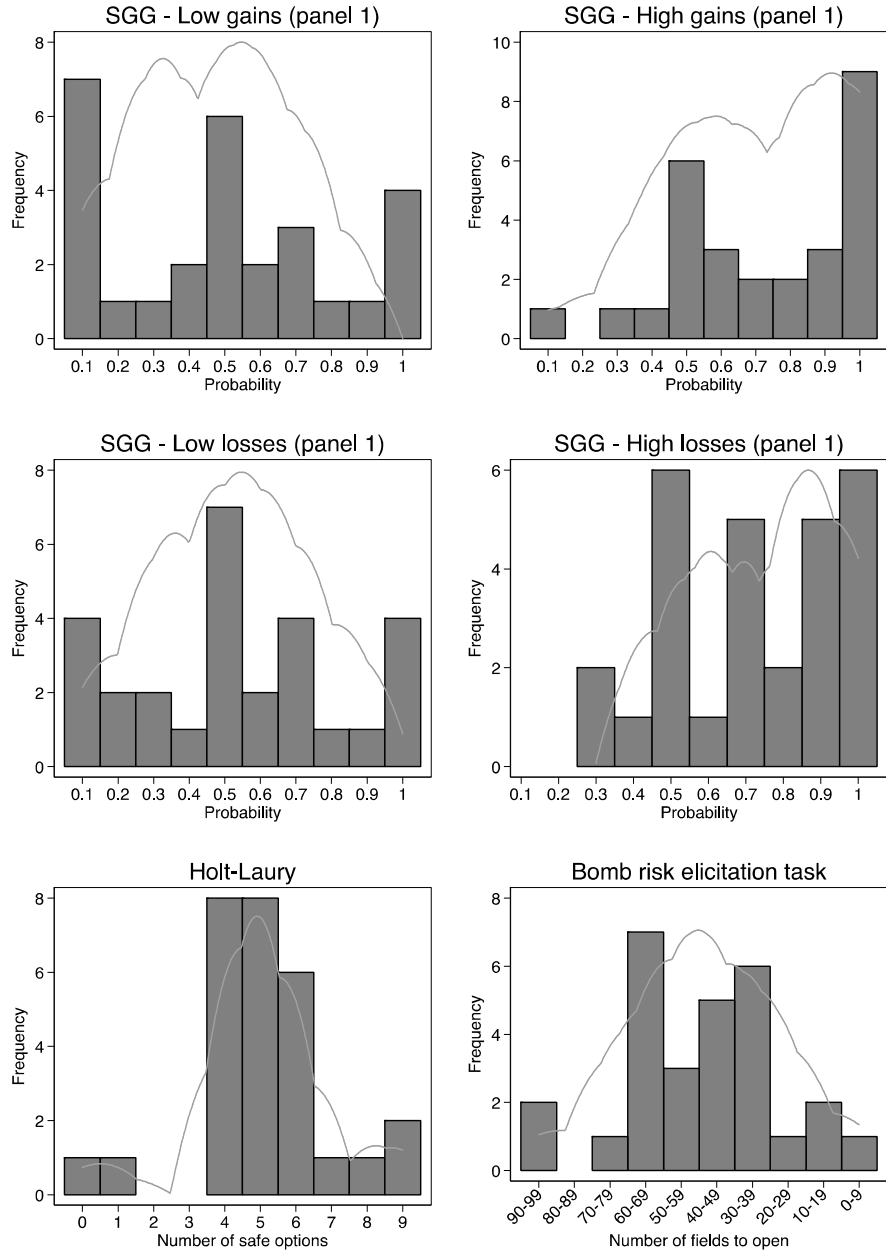 SGG - Low gains (panel 1)
8
6
4
2
0
Frequency
0.1 0.2 0.3 0.4 0.5 0.6 0.7 0.8 0.9 1
Probability
SGG - High gains (panel 1)
10
8
6
4
2
0
Frequency
0.1 0.2 0.3 0.4 0.5 0.6 0.7 0.8 0.9 1
Probability
SGG - Low losses (panel 1)
8
6
4
2
0
Frequency
0.1 0.2 0.3 0.4 0.5 0.6 0.7 0.8 0.9 1
Probability
SGG - High losses (panel 1)
6
4
2
0
Frequency
0.1 0.2 0.3 0.4 0.5 0.6 0.7 0.8 0.9 1
Probability
Holt-Laury
8
6
4
2
0
Frequency
0 1 2 3 4 5 6 7 8 9
Number of safe options
Bomb risk elicitation task
8
6
4
2
0
Frequency
90-99 80-89 70-79 60-69 50-59 40-49 30-39 20-29 10-19 0-9
Number of fields to open